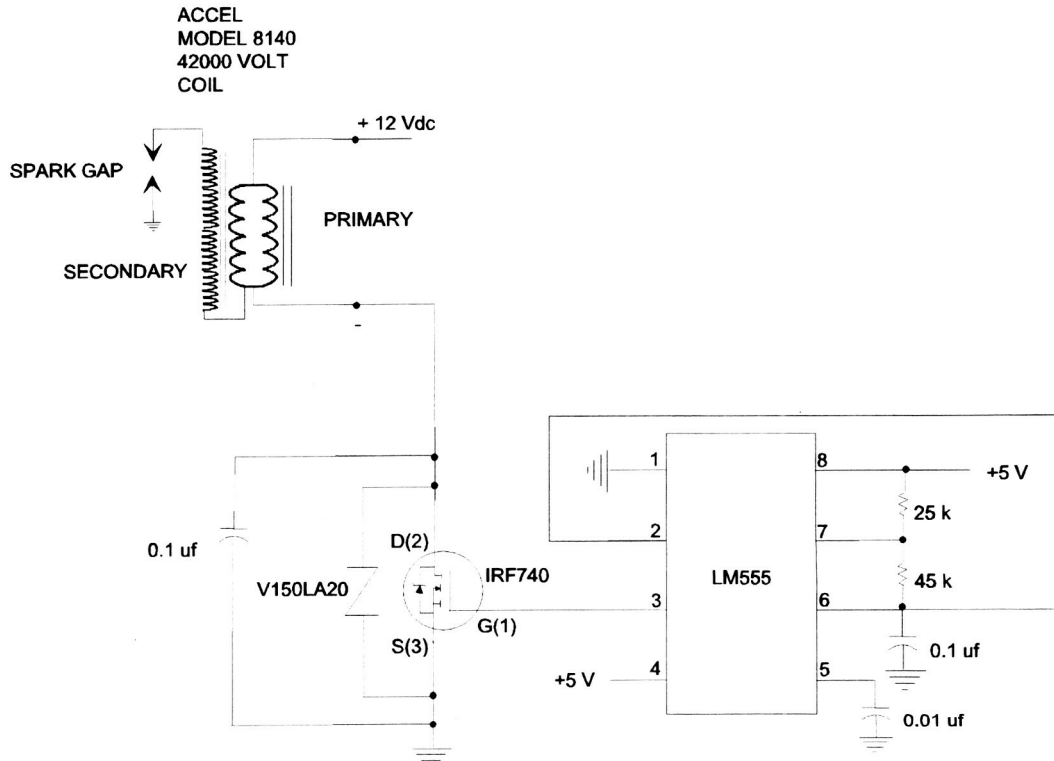 ACCEL
MODEL 8140
42000 VOLT
COIL
+ 12 Vdc
SPARK GAP
PRIMARY
SECONDARY
-
1
8
+5 V
25 k
0.1 uf
D(2)
2
7
V150LA20
IRF740
LM555
45 k
G(1)
3
6
S(3)
0.1 uf
+5 V
4
5
0.01 uf